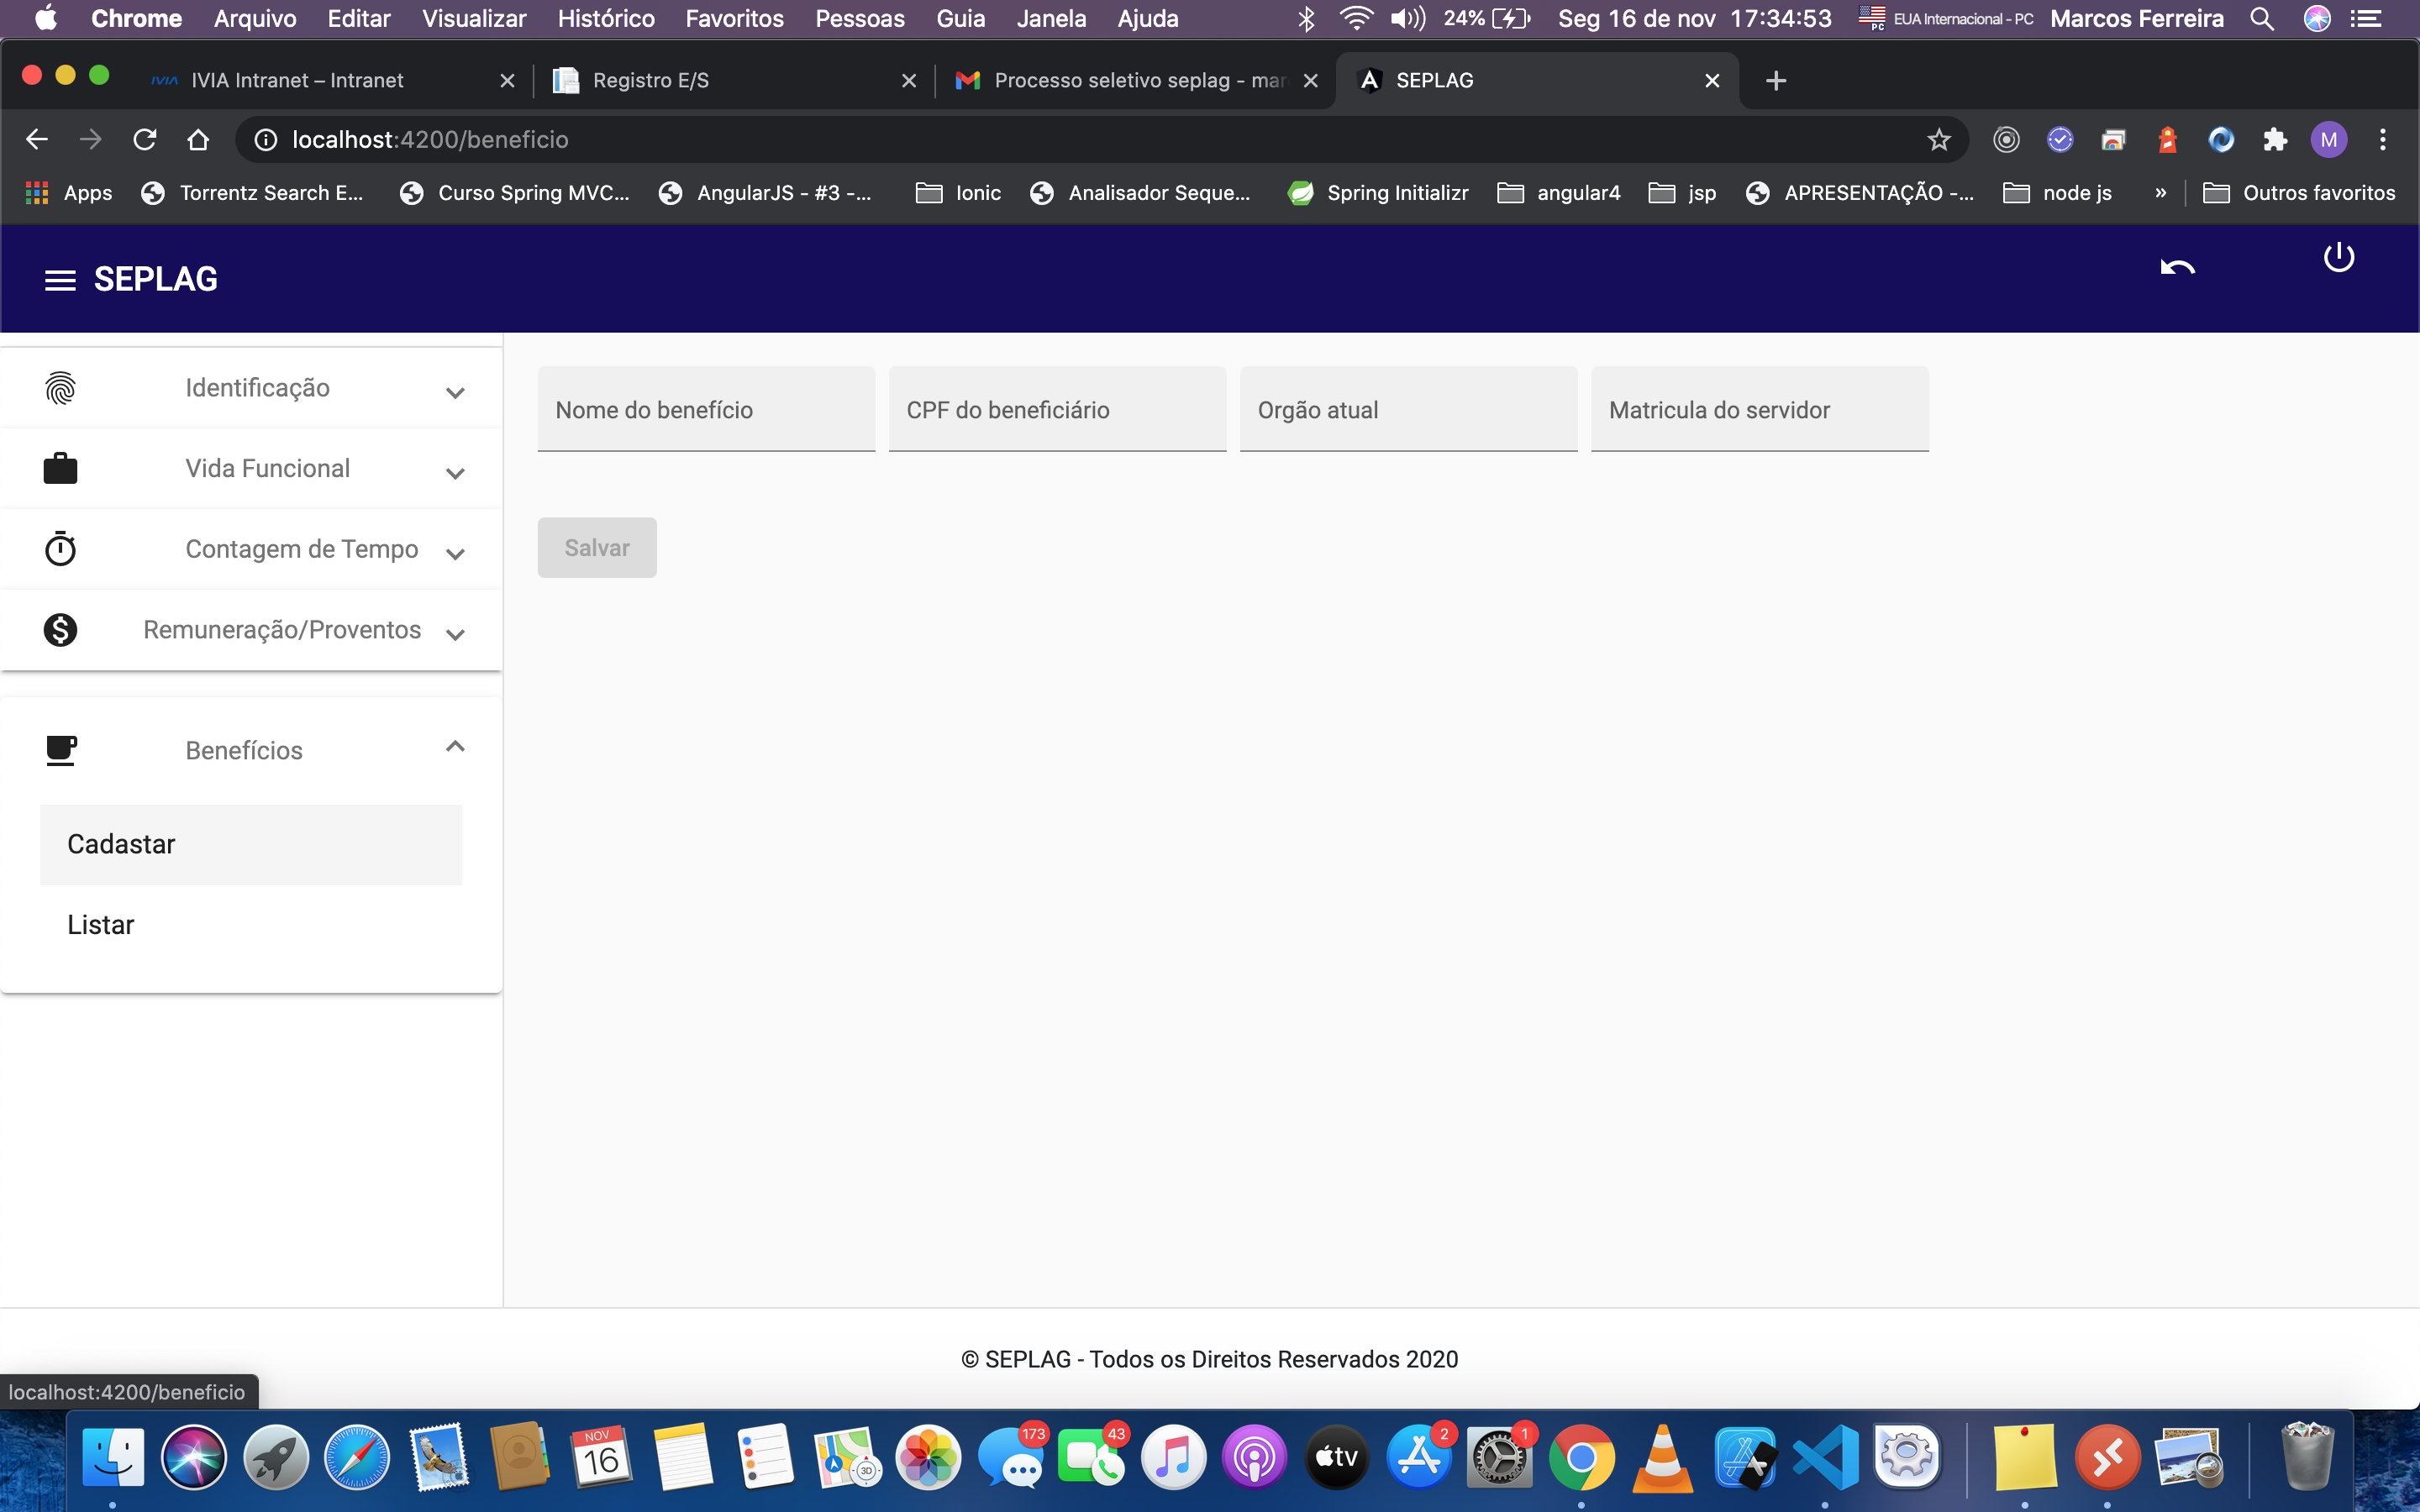 Chrome Arquivo Editar Visualizar Histórico Favoritos Pessoas Guia Janela Ajuda 24% Seg 16 de nov 17:34:53 PC EUA Internacional - PC Marcos Ferreira
IVIA IVIA Intranet – Intranet Registro E/S Processo seletivo seplag - mar SEPLAG
localhost:4200/beneficio M
Apps Torrentz Search E... Curso Spring MVC... AngularJS - #3 -... Ionic Analisador Seque... Spring Initializr angular4 jsp APRESENTAÇÃO -... node js » Outros favoritos
SEPLAG
Identificação
Vida Funcional
Contagem de Tempo
Remuneração/Proventos
Benefícios
Cadastar
Listar
Nome do benefício CPF do beneficiário Orgão atual Matricula do servidor
Salvar
© SEPLAG - Todos os Direitos Reservados 2020
localhost:4200/beneficio
NOV
16
3D
173
43
tv
2
1